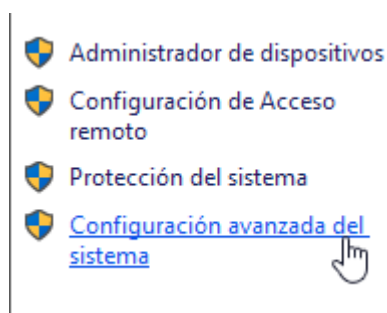 Administrador de dispositivos
Configuración de Acceso
remoto
Protección del sistema
Configuración avanzada del
sistema